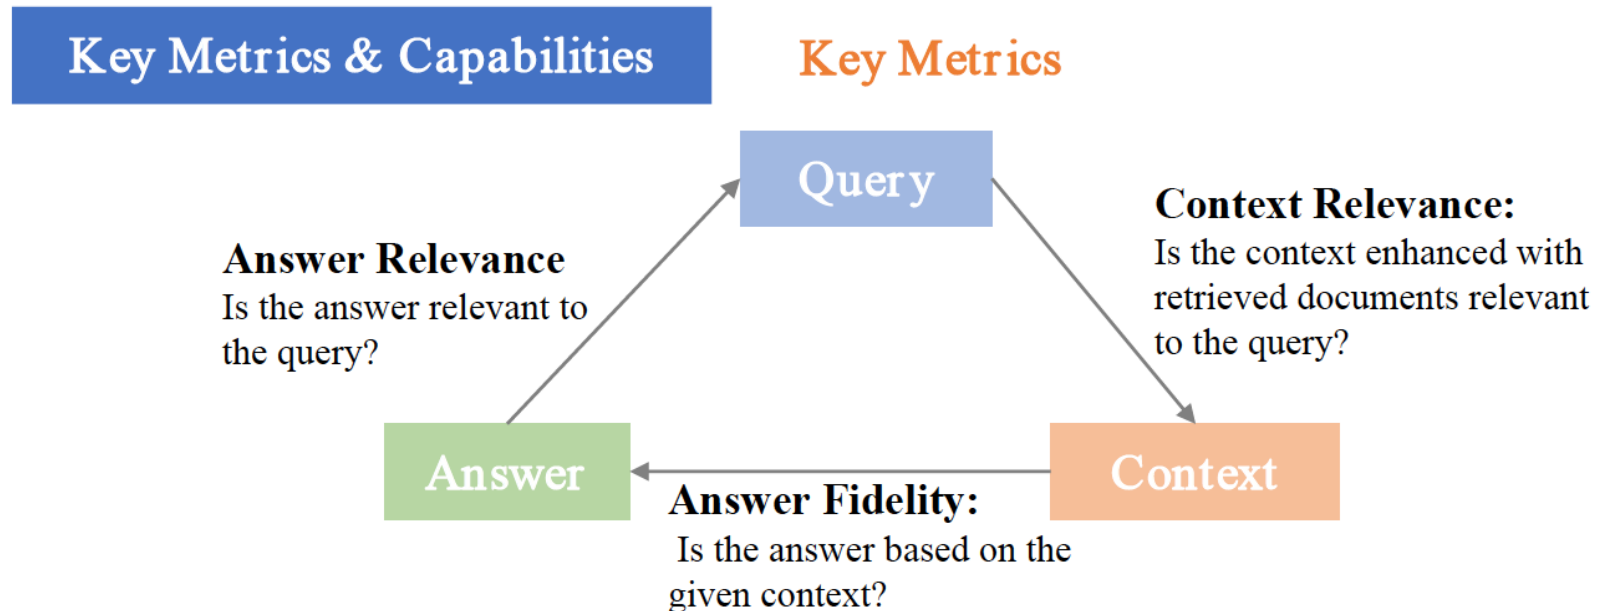 Key Metrics & Capabilities
Key Metrics
Query
Context Relevance:
Is the context enhanced with
retrieved documents relevant
to the query?
Answer Relevance
Is the answer relevant to
the query?
Answer
Context
Answer Fidelity:
Is the answer based on the
given context?